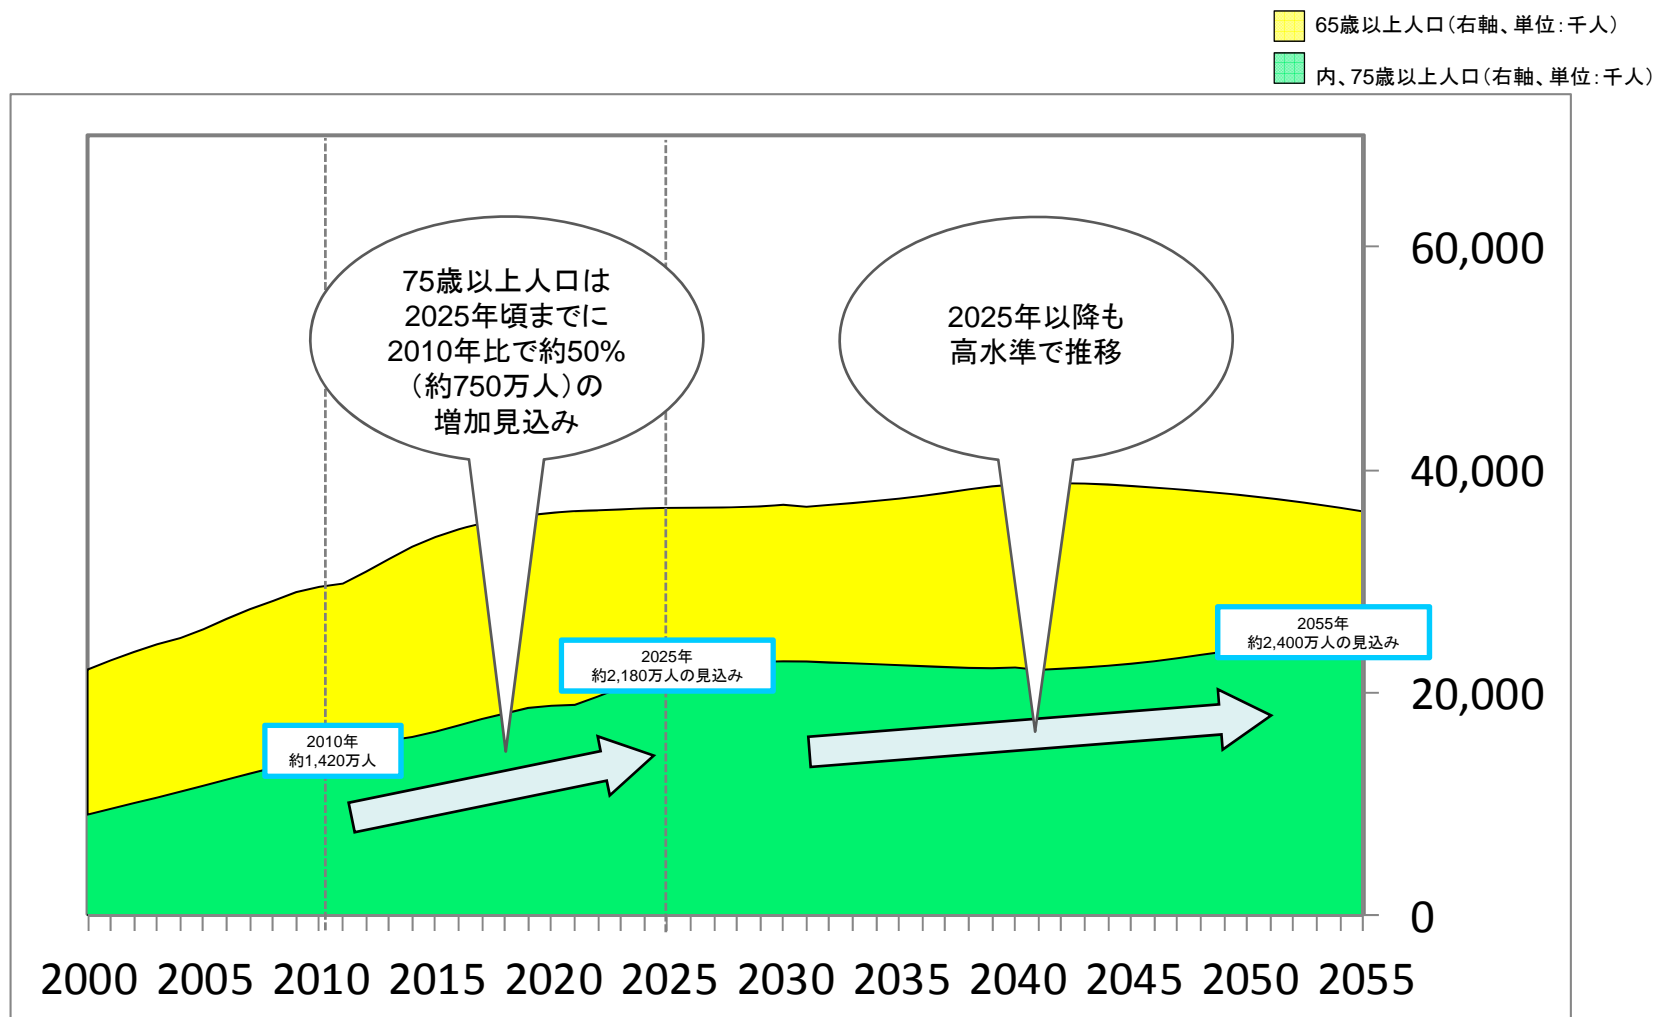 65歳以上人口（右軸、単位：千人）
内、75歳以上人口（右軸、単位：千人）
75歳以上人口は
2025年頃までに
2010年比で約50%
（約750万人）の
増加見込み
2025年以降も
高水準で推移
60,000
40,000
20,000
0
2055年
約2,400万人の見込み
2025年
約2,180万人の見込み
2010年
約1,420万人
2000 2005 2010 2015 2020 2025 2030 2035 2040 2045 2050 2055